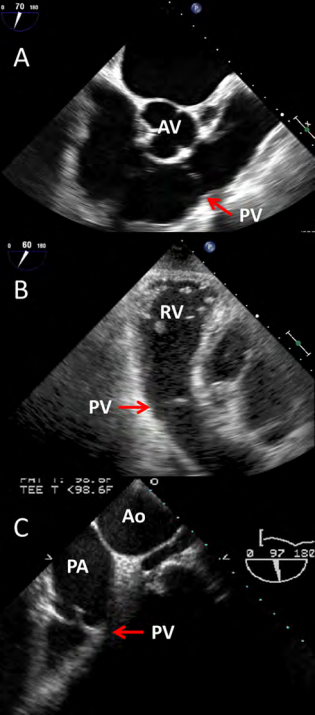 0 70 180
P
A
AV
PV
0 60 180
P
B
RV
PV
PAT T: 98.6F
TEE T <98.6F
C
Ao
0 97 180
PA
PV